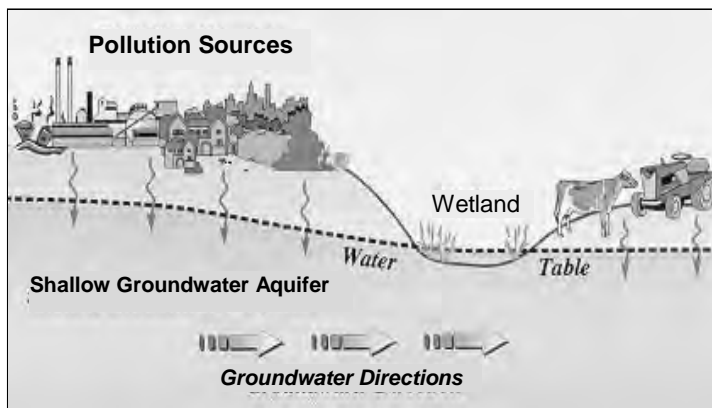 Pollution Sources
Wetland
Water Table
Shallow Groundwater Aquifer
Groundwater Directions